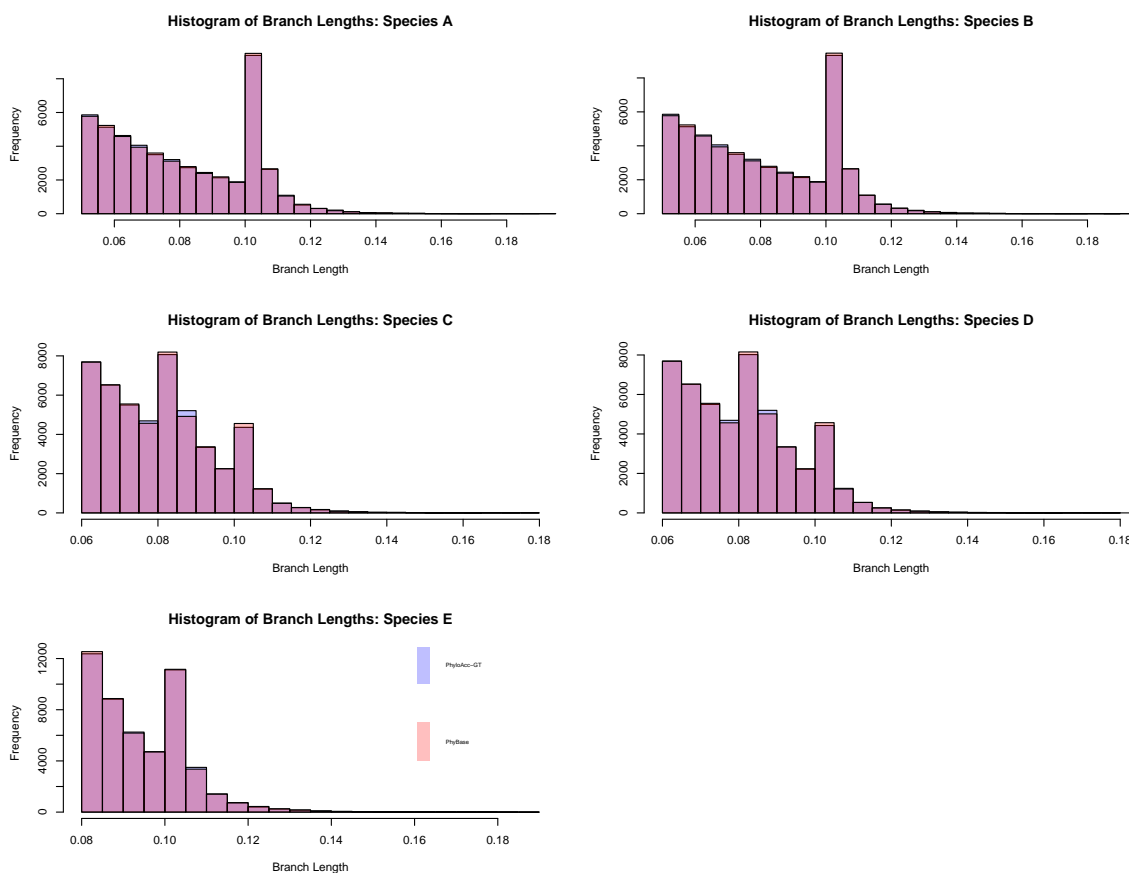 Histogram of Branch Lengths: Species A
Frequency
0 2000 6000
0.06 0.08 0.10 0.12 0.14 0.16 0.18
Branch Length
Histogram of Branch Lengths: Species B
Frequency
0 2000 6000
0.06 0.08 0.10 0.12 0.14 0.16 0.18
Branch Length
Histogram of Branch Lengths: Species C
Frequency
0 2000 4000 6000 8000
0.06 0.08 0.10 0.12 0.14 0.16 0.18
Branch Length
Histogram of Branch Lengths: Species D
Frequency
0 2000 4000 6000 8000
0.06 0.08 0.10 0.12 0.14 0.16 0.18
Branch Length
Histogram of Branch Lengths: Species E
Frequency
0 4000 8000 12000
0.08 0.10 0.12 0.14 0.16 0.18
Branch Length
PhyloAcc-GT
PhyBase